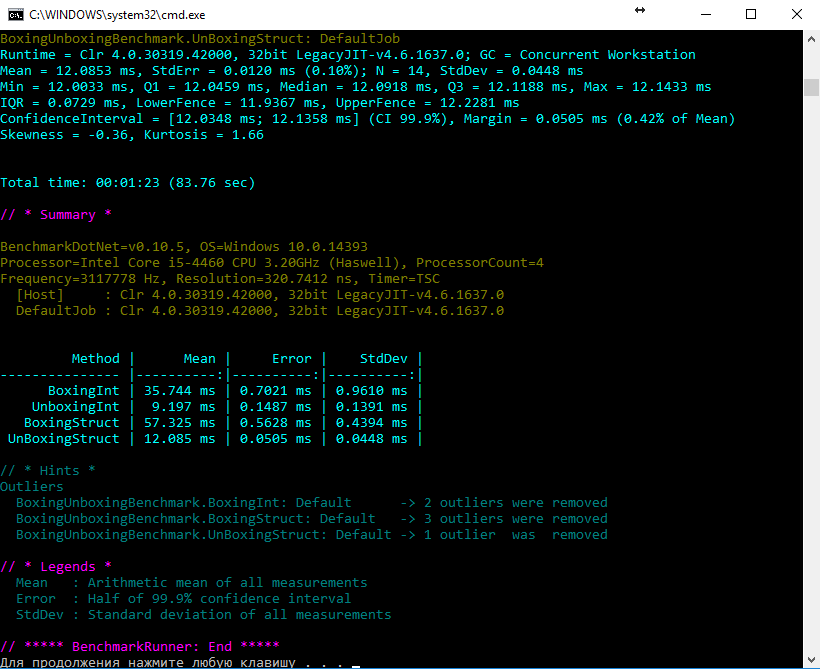 C:\WINDOWS\system32\cmd.exe
BoxingUnboxingBenchmark.UnBoxingStruct: DefaultJob
Runtime = Clr 4.0.30319.42000, 32bit LegacyJIT-v4.6.1637.0; GC = Concurrent Workstation
Mean = 12.0853 ms, StdErr = 0.0120 ms (0.10%); N = 14, StdDev = 0.0448 ms
Min = 12.0033 ms, Q1 = 12.0459 ms, Median = 12.0918 ms, Q3 = 12.1188 ms, Max = 12.1433 ms
IQR = 0.0729 ms, LowerFence = 11.9367 ms, UpperFence = 12.2281 ms
ConfidenceInterval = [12.0348 ms; 12.1358 ms] (CI 99.9%), Margin = 0.0505 ms (0.42% of Mean)
Skewness = -0.36, Kurtosis = 1.66
Total time: 00:01:23 (83.76 sec)
// * Summary *
BenchmarkDotNet=v0.10.5, OS=Windows 10.0.14393
Processor=Intel Core i5-4460 CPU 3.20GHz (Haswell), ProcessorCount=4
Frequency=3117778 Hz, Resolution=320.7412 ns, Timer=TSC
  [Host]     : Clr 4.0.30319.42000, 32bit LegacyJIT-v4.6.1637.0
  DefaultJob : Clr 4.0.30319.42000, 32bit LegacyJIT-v4.6.1637.0
         Method |      Mean |     Error |    StdDev |
--------------- |----------:|----------:|----------:|
      BoxingInt | 35.744 ms | 0.7021 ms | 0.9610 ms |
    UnboxingInt |  9.197 ms | 0.1487 ms | 0.1391 ms |
   BoxingStruct | 57.325 ms | 0.5628 ms | 0.4394 ms |
 UnBoxingStruct | 12.085 ms | 0.0505 ms | 0.0448 ms |
// * Hints *
Outliers
  BoxingUnboxingBenchmark.BoxingInt: Default      -> 2 outliers were removed
  BoxingUnboxingBenchmark.BoxingStruct: Default   -> 3 outliers were removed
  BoxingUnboxingBenchmark.UnBoxingStruct: Default -> 1 outlier  was  removed
// * Legends *
  Mean   : Arithmetic mean of all measurements
  Error  : Half of 99.9% confidence interval
  StdDev : Standard deviation of all measurements
// ***** BenchmarkRunner: End *****
Для продолжения нажмите любую клавишу . . .